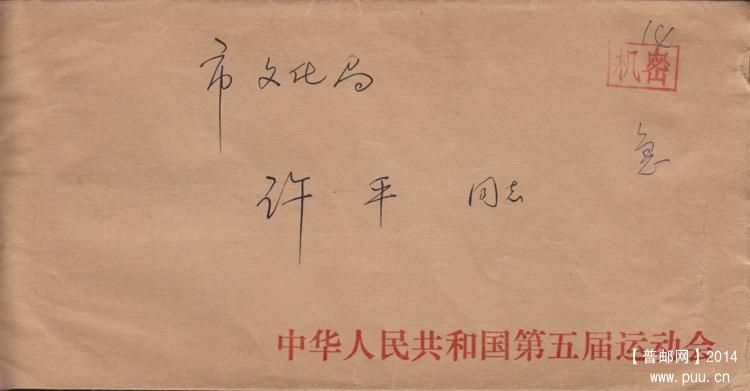 14
机密
市文化局
急
许平 同志
中华人民共和国第五届运动会
【普邮网】2014
www.puu.cn